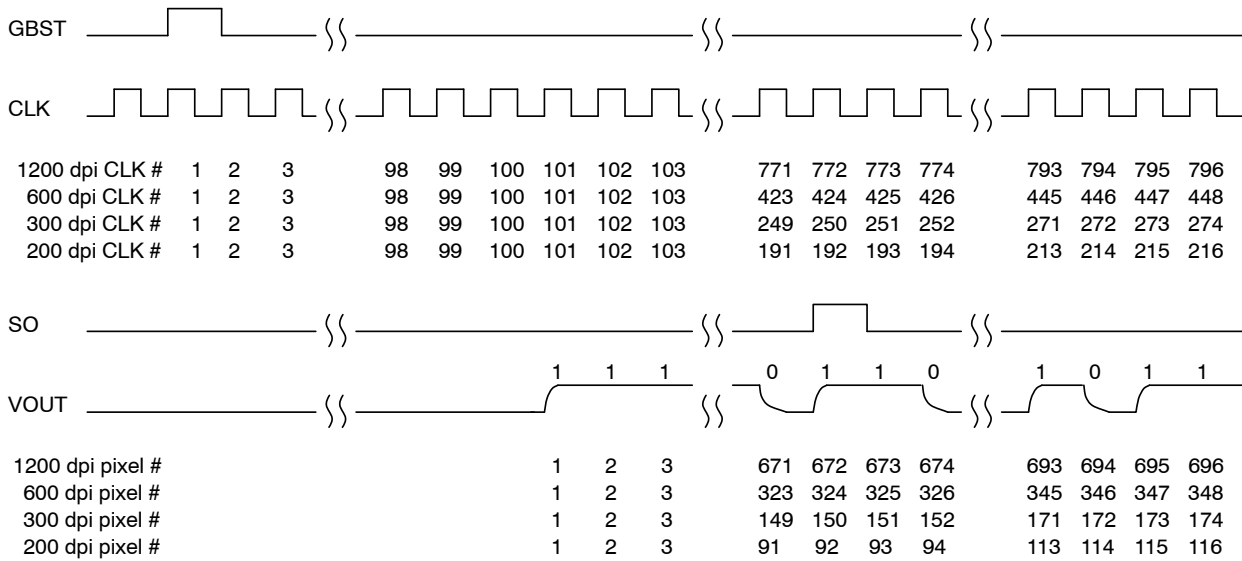 GBST
CLK
1200 dpi CLK # 1 2 3 98 99 100 101 102 103 771 772 773 774 793 794 795 796
600 dpi CLK # 1 2 3 98 99 100 101 102 103 423 424 425 426 445 446 447 448
300 dpi CLK # 1 2 3 98 99 100 101 102 103 249 250 251 252 271 272 273 274
200 dpi CLK # 1 2 3 98 99 100 101 102 103 191 192 193 194 213 214 215 216
SO
1 1 1 0 1 1 0 1 0 1 1
VOUT
1200 dpi pixel # 1 2 3 671 672 673 674 693 694 695 696
600 dpi pixel # 1 2 3 323 324 325 326 345 346 347 348
300 dpi pixel # 1 2 3 149 150 151 152 171 172 173 174
200 dpi pixel # 1 2 3 91 92 93 94 113 114 115 116